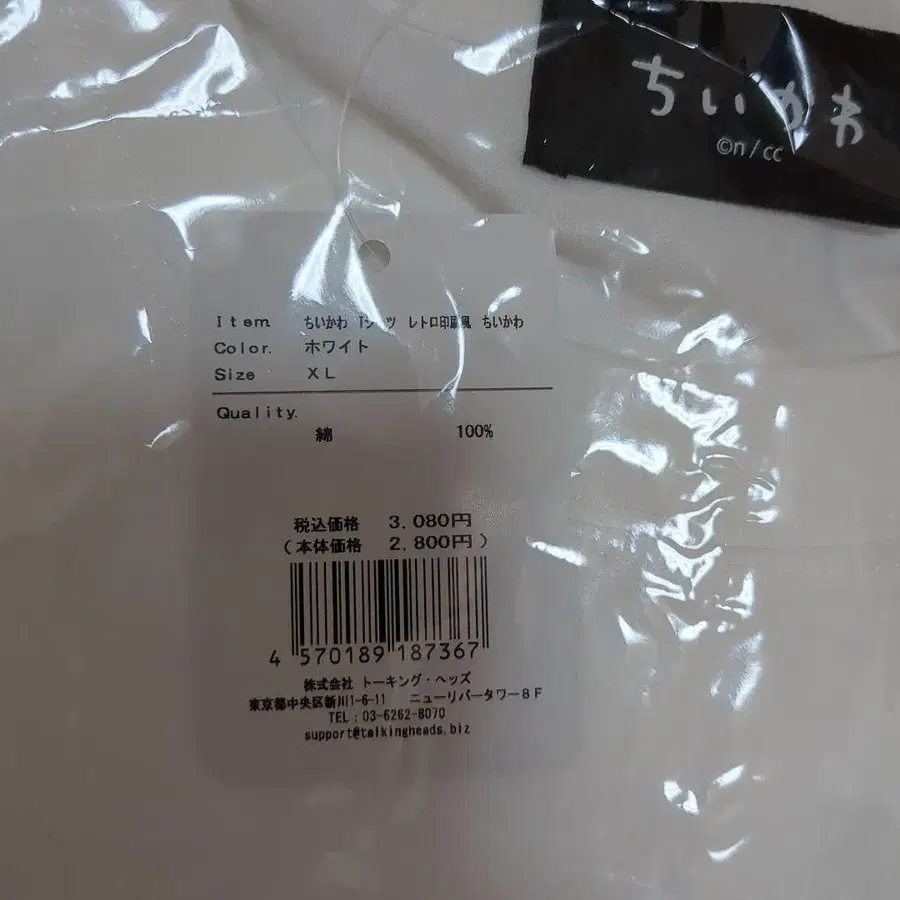 ちいかわ
©n/cc
Item. ちいかわ Tシャツ レトロ印刷風 ちいかわ
Color. ホワイト
Size XL
Quality.
綿 100%
税込価格 3,080円
(本体価格 2,800円)
4 570189 187367
株式会社 トーキング・ヘッズ
東京都中央区新川1-6-11 ニューリバータワー8F
TEL:03-6262-8070
support@talkingheads.biz